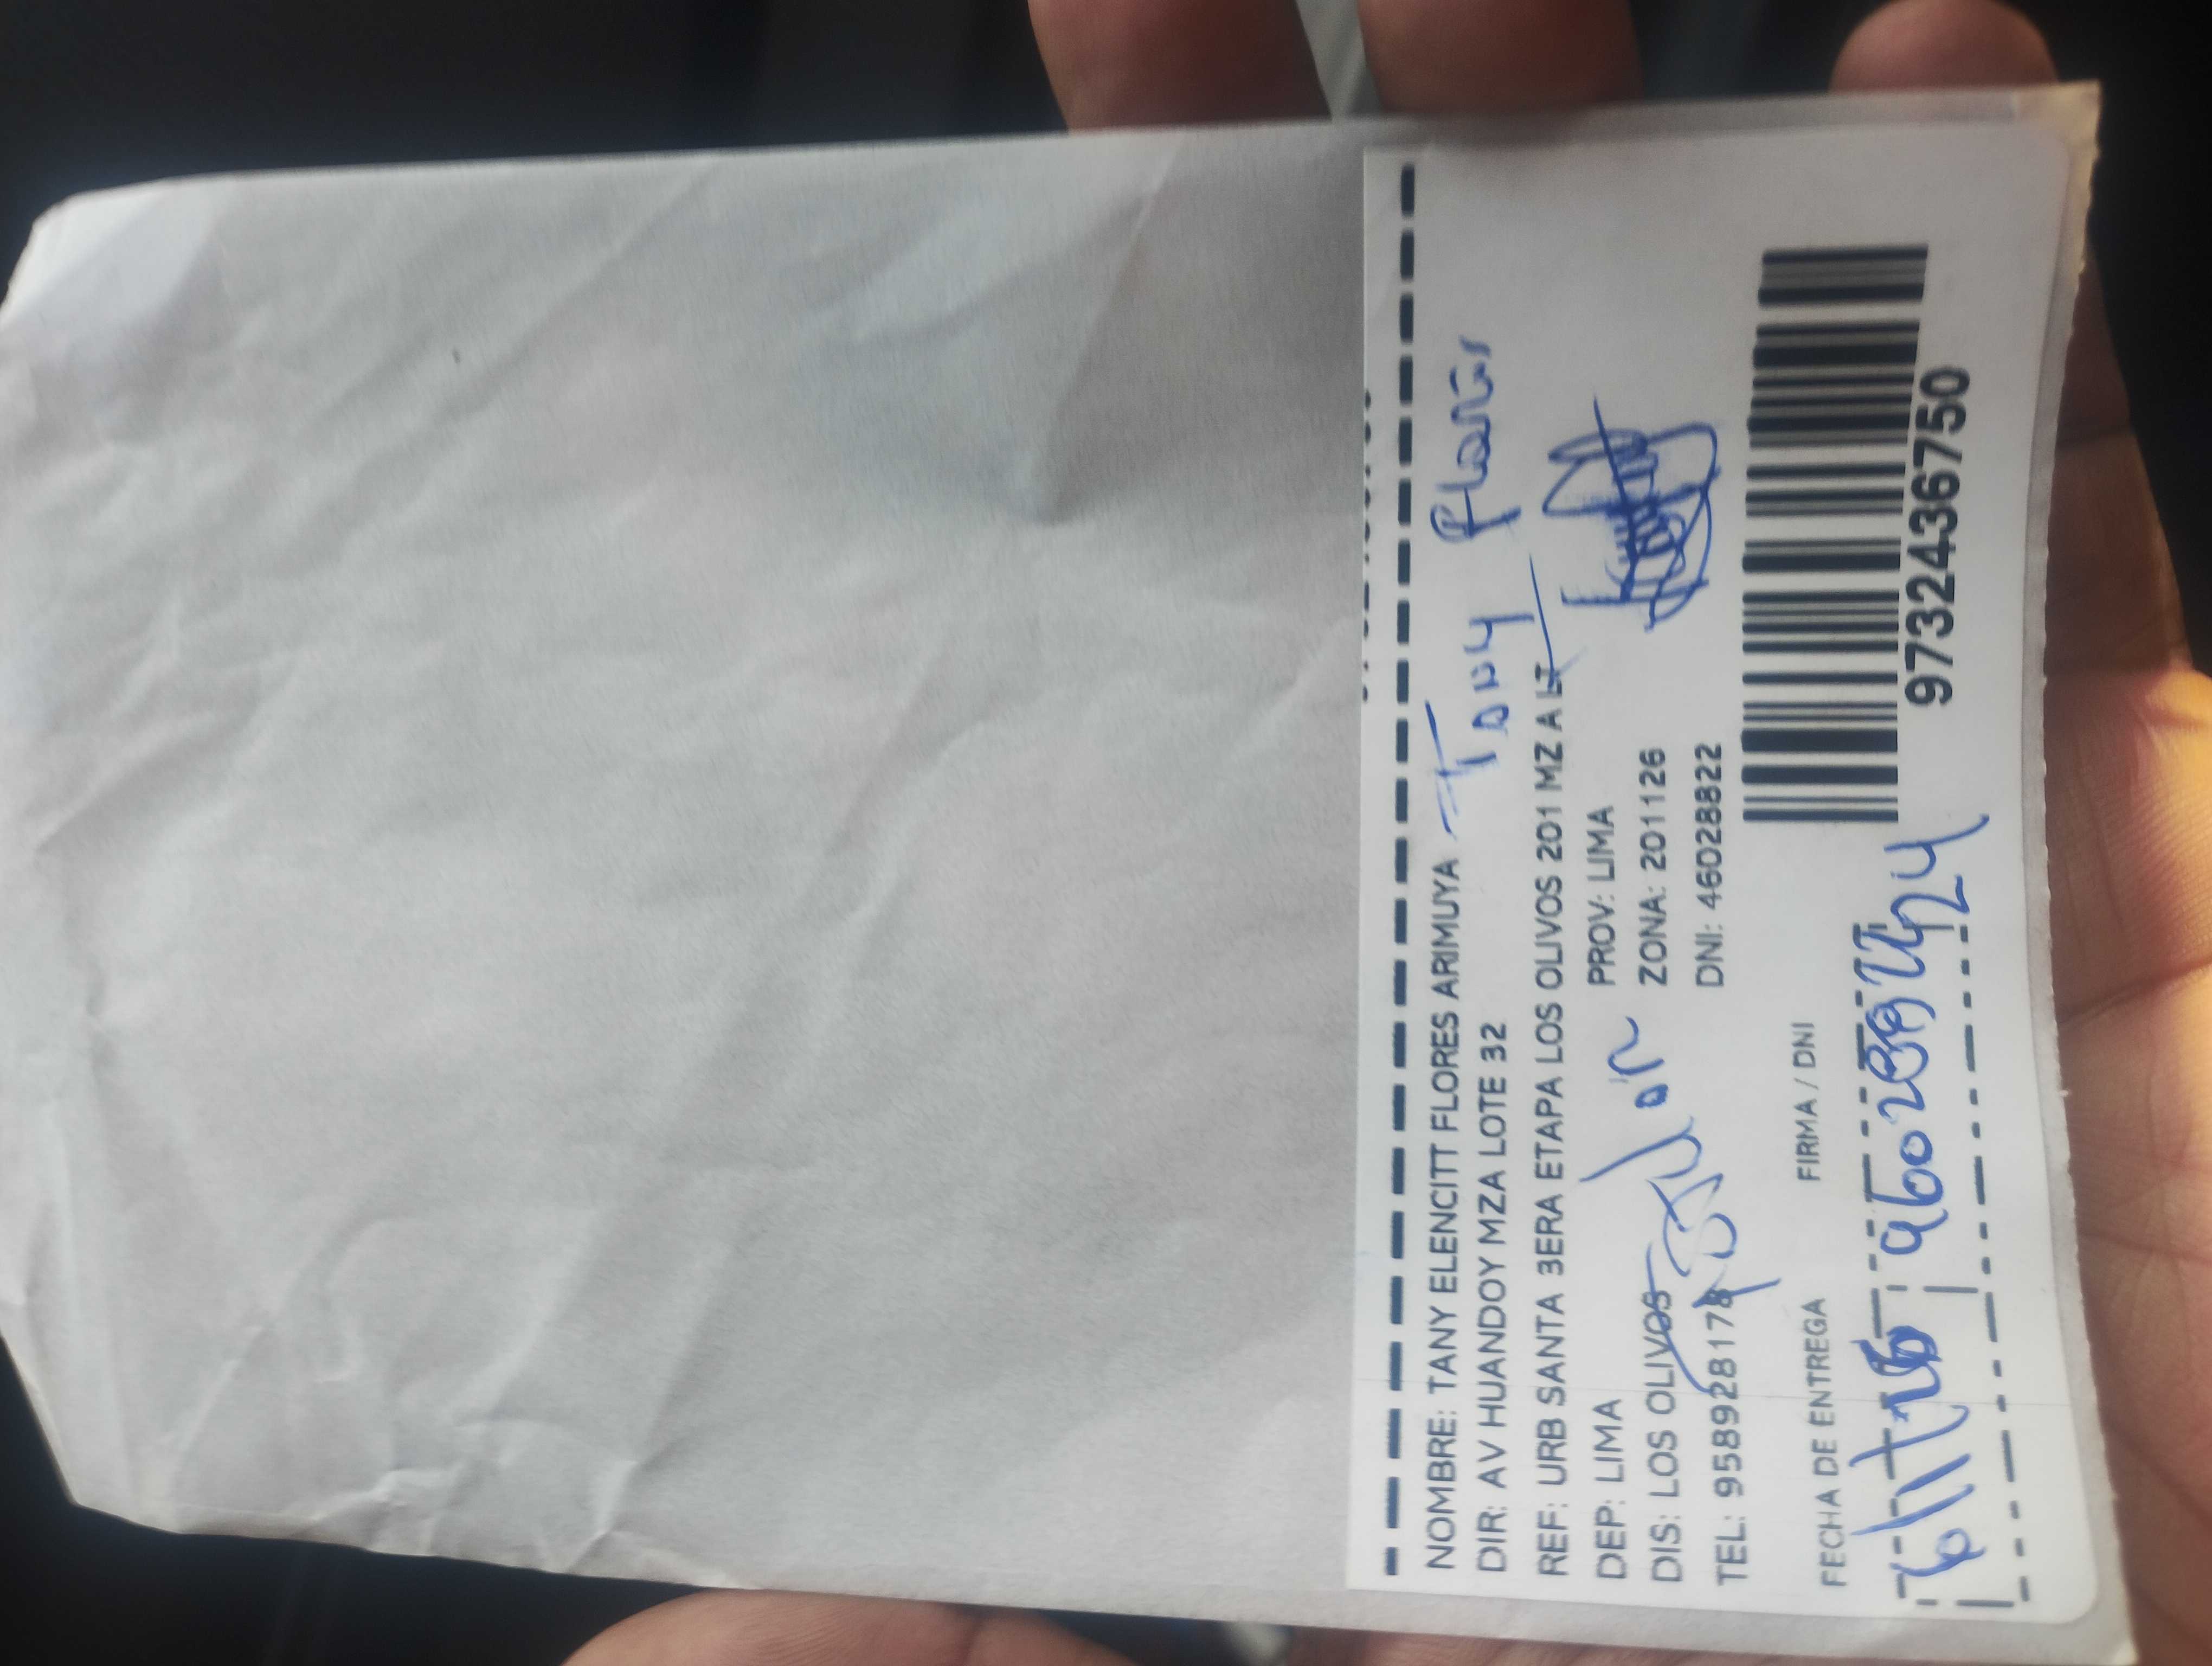 NOMBRE: TANY ELENCITT FLORES ARIMUYA
Tany Flores
DIR: AV HUANDOY MZA LOTE 32
REF: URB SANTA 3ERA ETAPA LOS OLIVOS 201 MZ A LT
DEP: LIMA PROV: LIMA
DIS: LOS OLIVOS ZONA: 201126
TEL: 958928178 DNI: 46028822
FECHA DE ENTREGA FIRMA / DNI
9732436750